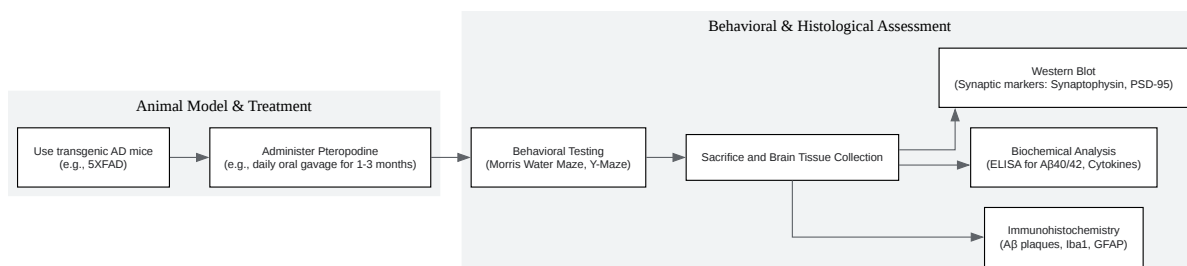 Behavioral & Histological Assessment
Western Blot
(Synaptic markers: Synaptophysin, PSD-95)
Animal Model & Treatment
Use transgenic AD mice
(e.g., 5XFAD)
Administer Pteropodine
(e.g., daily oral gavage for 1-3 months)
Behavioral Testing
(Morris Water Maze, Y-Maze)
Sacrifice and Brain Tissue Collection
Biochemical Analysis
(ELISA for Aβ40/42, Cytokines)
Immunohistochemistry
(Aβ plaques, Iba1, GFAP)